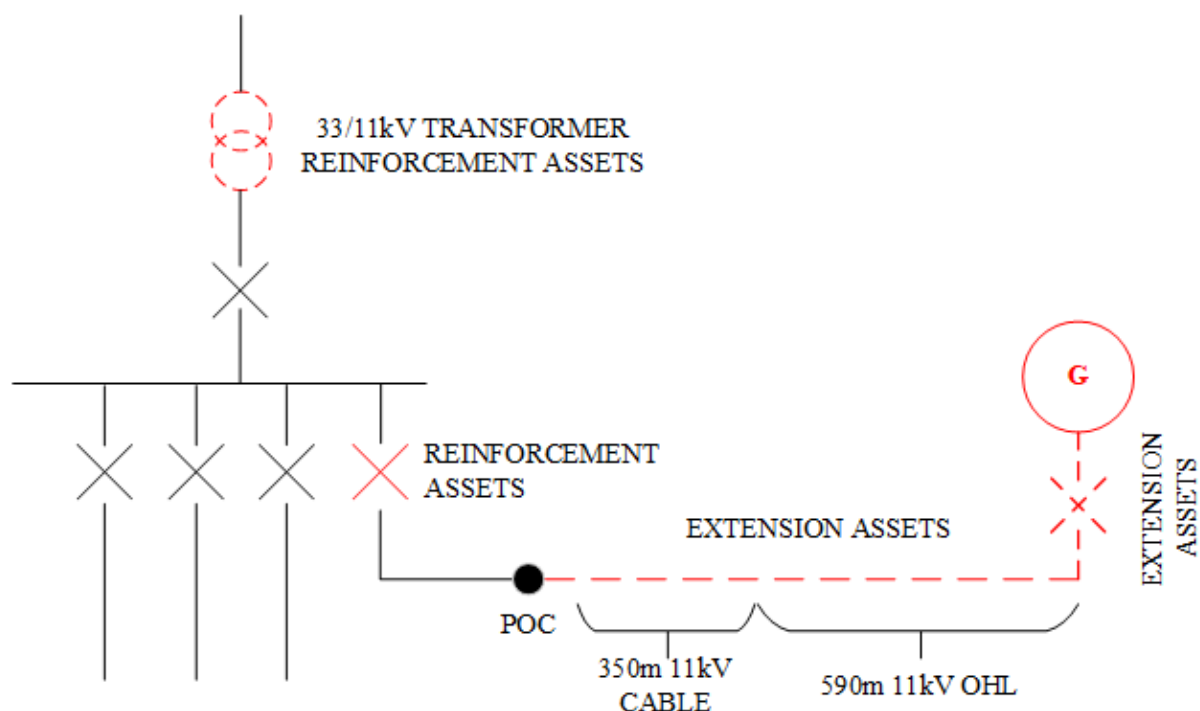 33/11kV TRANSFORMER
REINFORCEMENT ASSETS
G
REINFORCEMENT
ASSETS
EXTENSION ASSETS
EXTENSION
ASSETS
POC
350m 11kV
CABLE
590m 11kV OHL